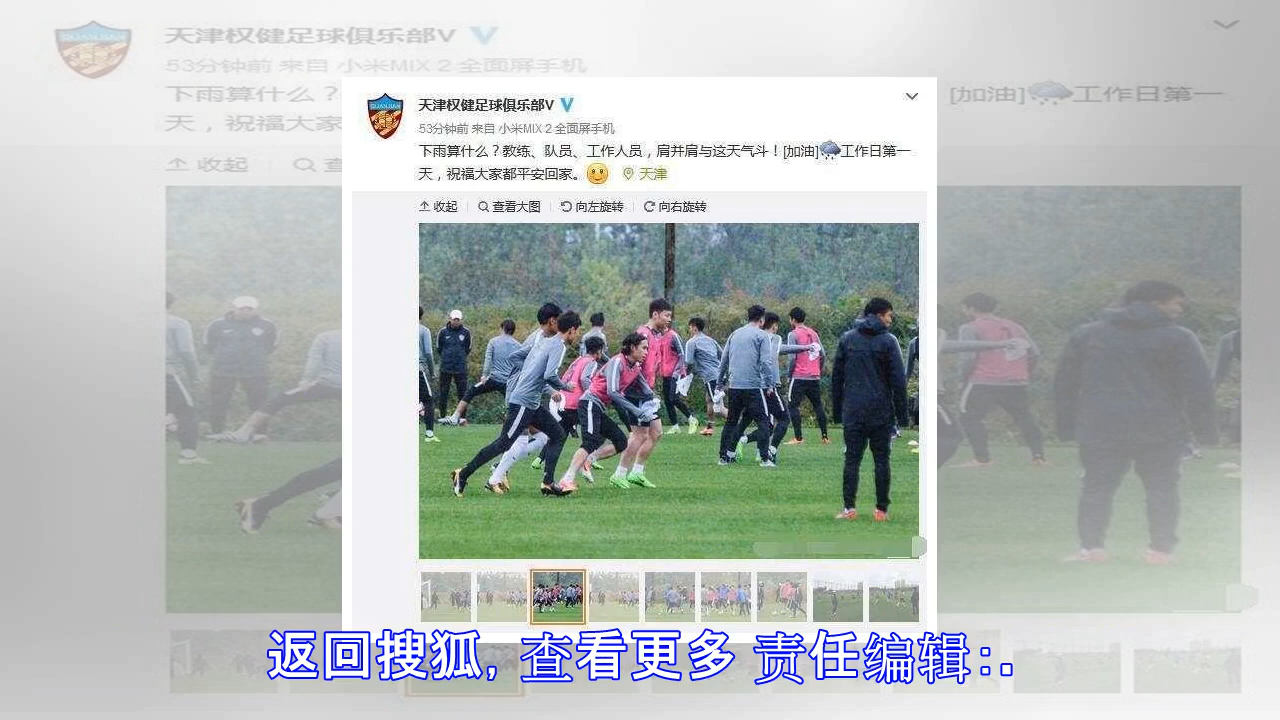 天津权健足球俱乐部V
53分钟前 来自 小米MIX 2 全面屏手机
下雨算什么？教练、队员、工作人员，肩并肩与这天气斗！[加油]工作日第一
天，祝福大家都平安回家。 天津
收起 查看大图 向左旋转 向右旋转
返回搜狐, 查看更多 责任编辑:.